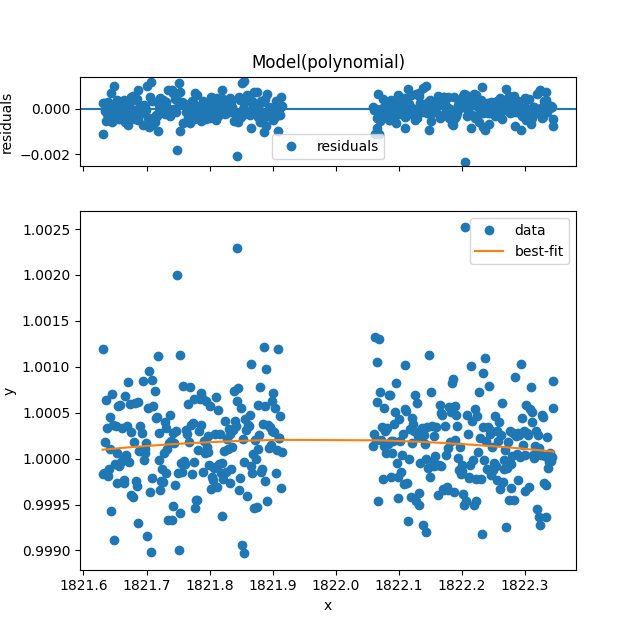 Model(polynomial)
residuals
0.000
−0.002
residuals
1.0025
1.0020
1.0015
1.0010
1.0005
1.0000
0.9995
0.9990
y
data
best-fit
1821.6 1821.7 1821.8 1821.9 1822.0 1822.1 1822.2 1822.3
x